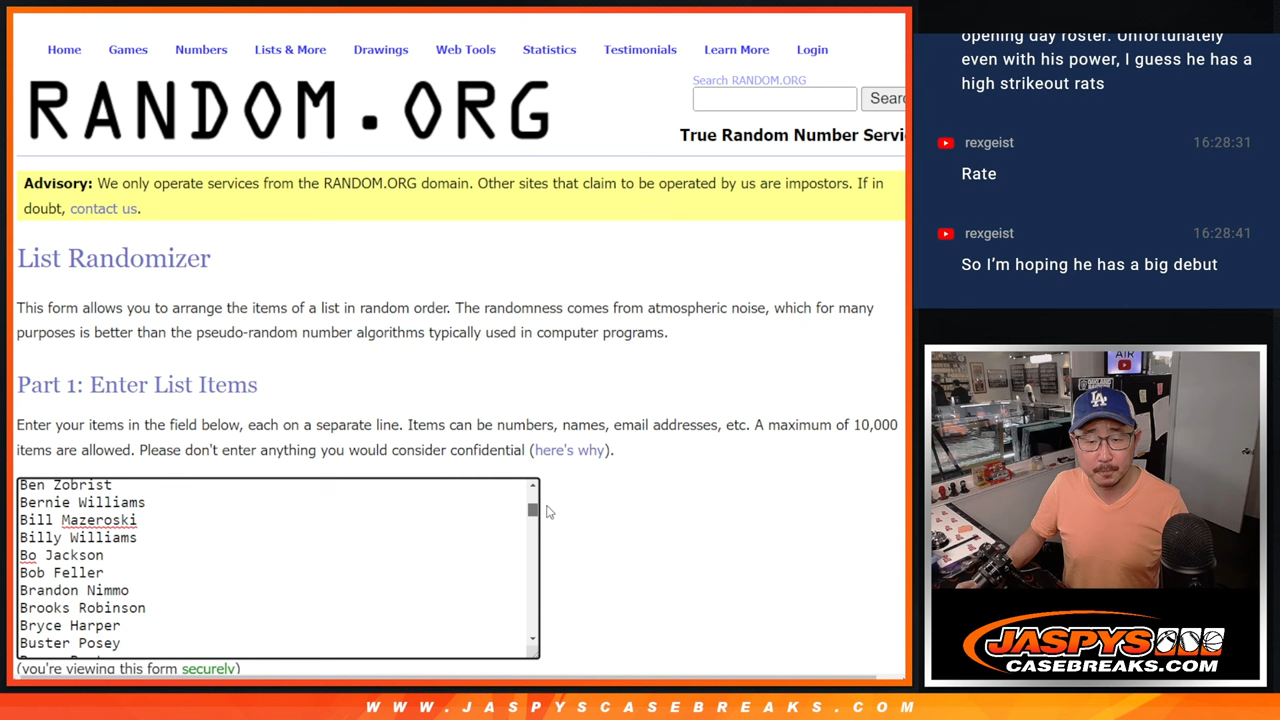 Home Games Numbers Lists & More Drawings Web Tools Statistics Testimonials Learn More Login
RANDOM.ORG
Search RANDOM.ORG
Searc
True Random Number Servi
Advisory: We only operate services from the RANDOM.ORG domain. Other sites that claim to be operated by us are impostors. If in
doubt, contact us.
List Randomizer
This form allows you to arrange the items of a list in random order. The randomness comes from atmospheric noise, which for many
purposes is better than the pseudo-random number algorithms typically used in computer programs.
Part 1: Enter List Items
Enter your items in the field below, each on a separate line. Items can be numbers, names, email addresses, etc. A maximum of 10,000
items are allowed. Please don't enter anything you would consider confidential (here's why).
Ben Zobrist
Bernie Williams
Bill Mazeroski
Billy Williams
Bo Jackson
Bob Feller
Brandon Nimmo
Brooks Robinson
Bryce Harper
Buster Posey
(you're viewing this form securely)
opening day roster. Unfortunately
even with his power, I guess he has a
high strikeout rats
rexgeist 16:28:31
Rate
rexgeist 16:28:41
So I'm hoping he has a big debut
AIR
LA
JASPYS
CASEBREAKS.COM
WWW.JASPYSCASEBREAKS.COM